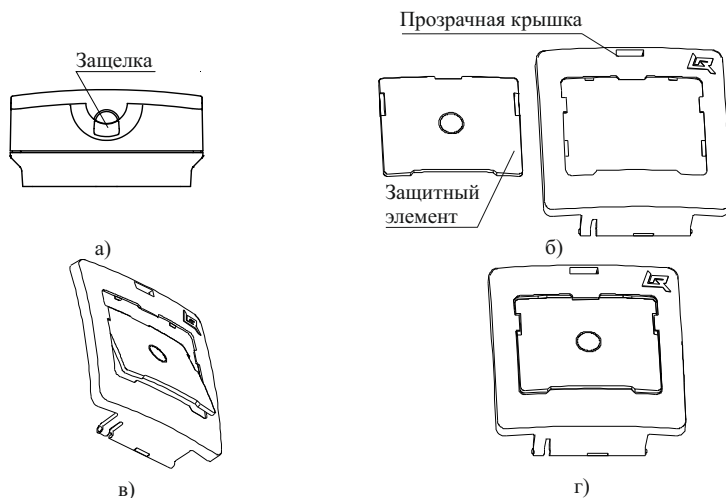 Защелка
Прозрачная крышка
Защитный
элемент
а)
б)
в)
г)